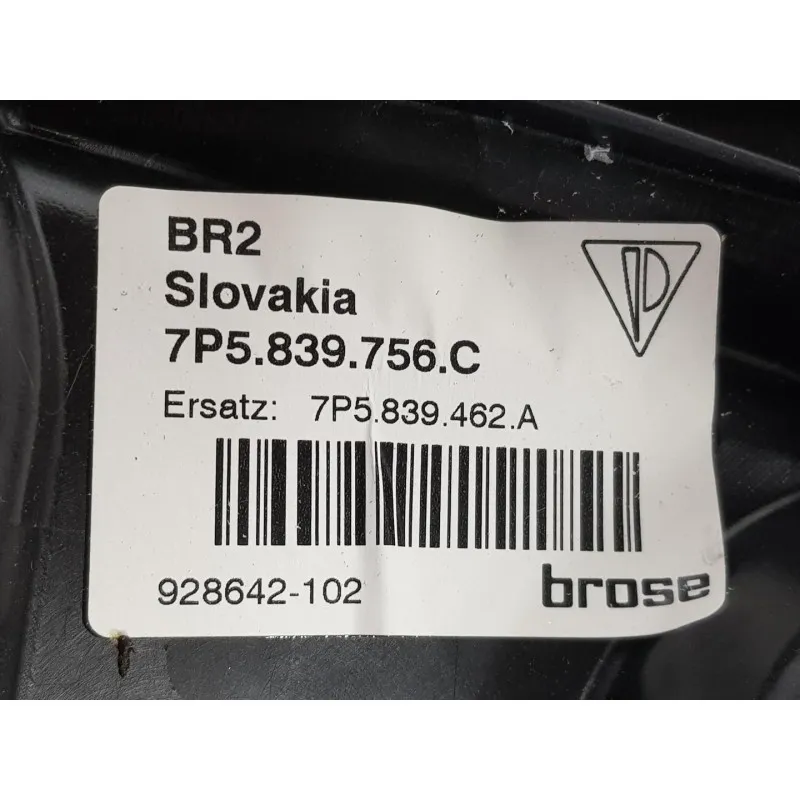 BR2
Slovakia
7P5.839.756.C
Ersatz: 7P5.839.462.A
928642-102
brose